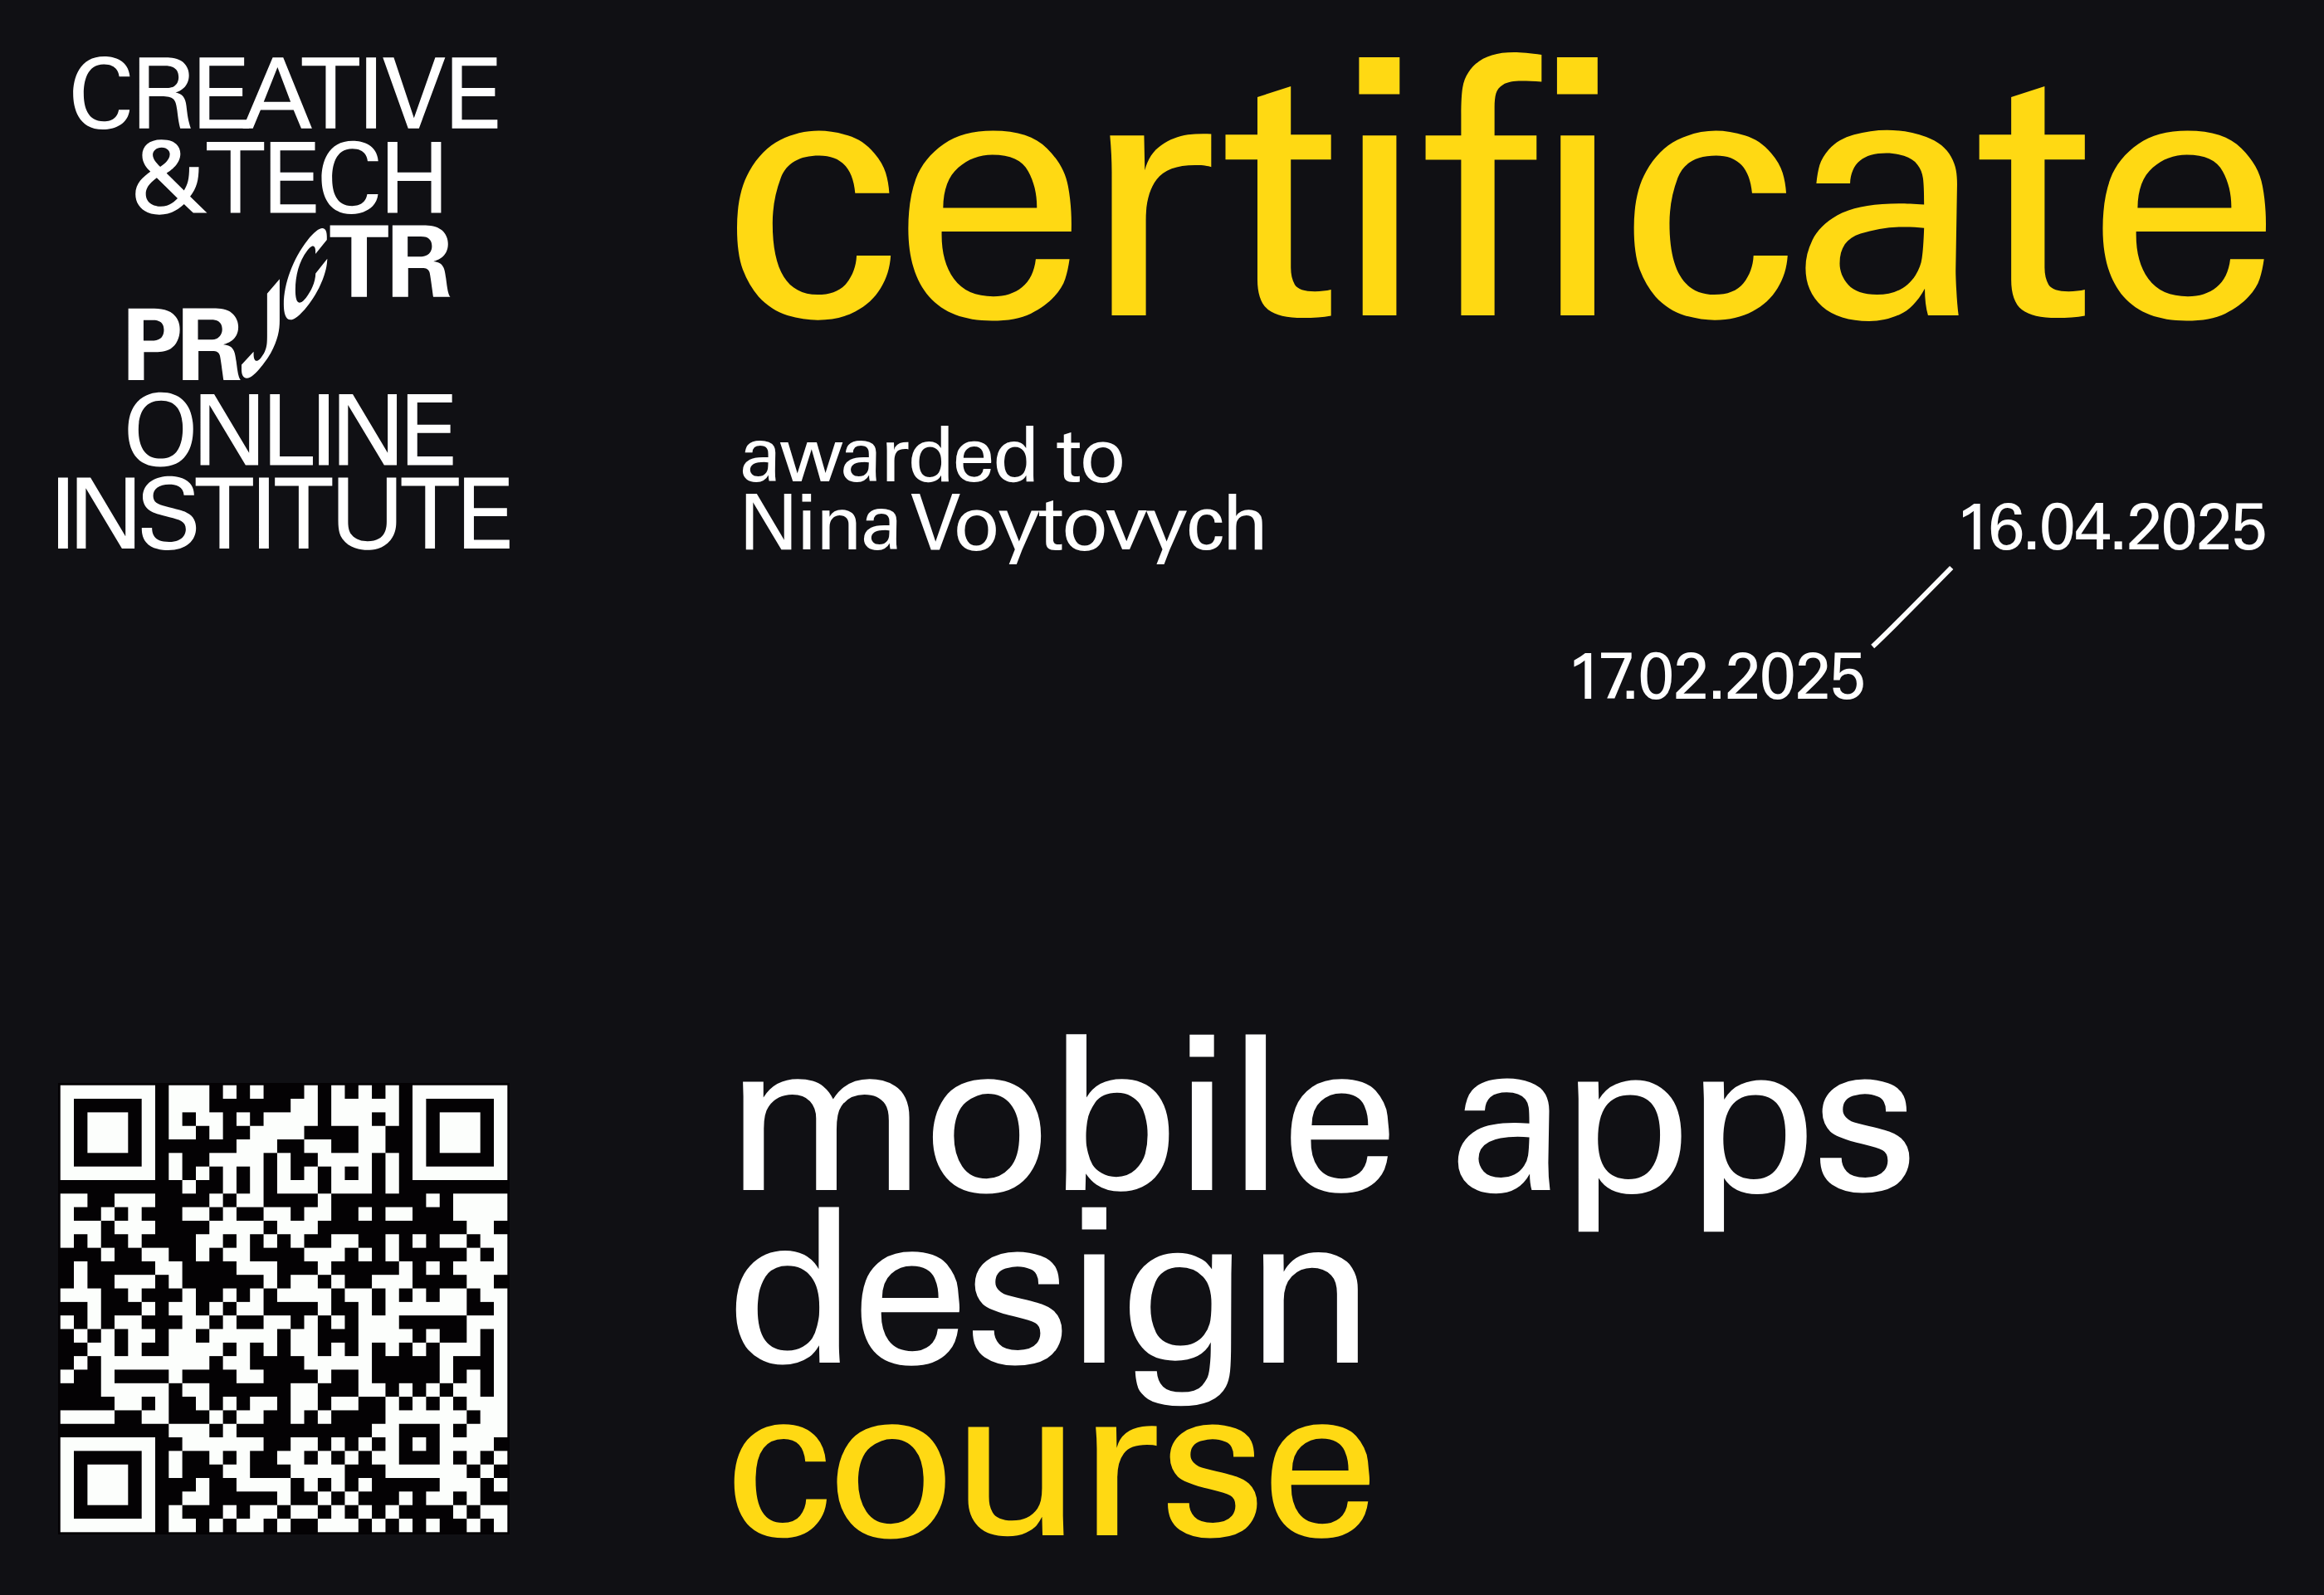 CREATIVE
&TECH
PRJCTR
ONLINE
INSTITUTE
certificate
awarded to
Nina Voytovych
16.04.2025
17.02.2025
mobile apps
design
course